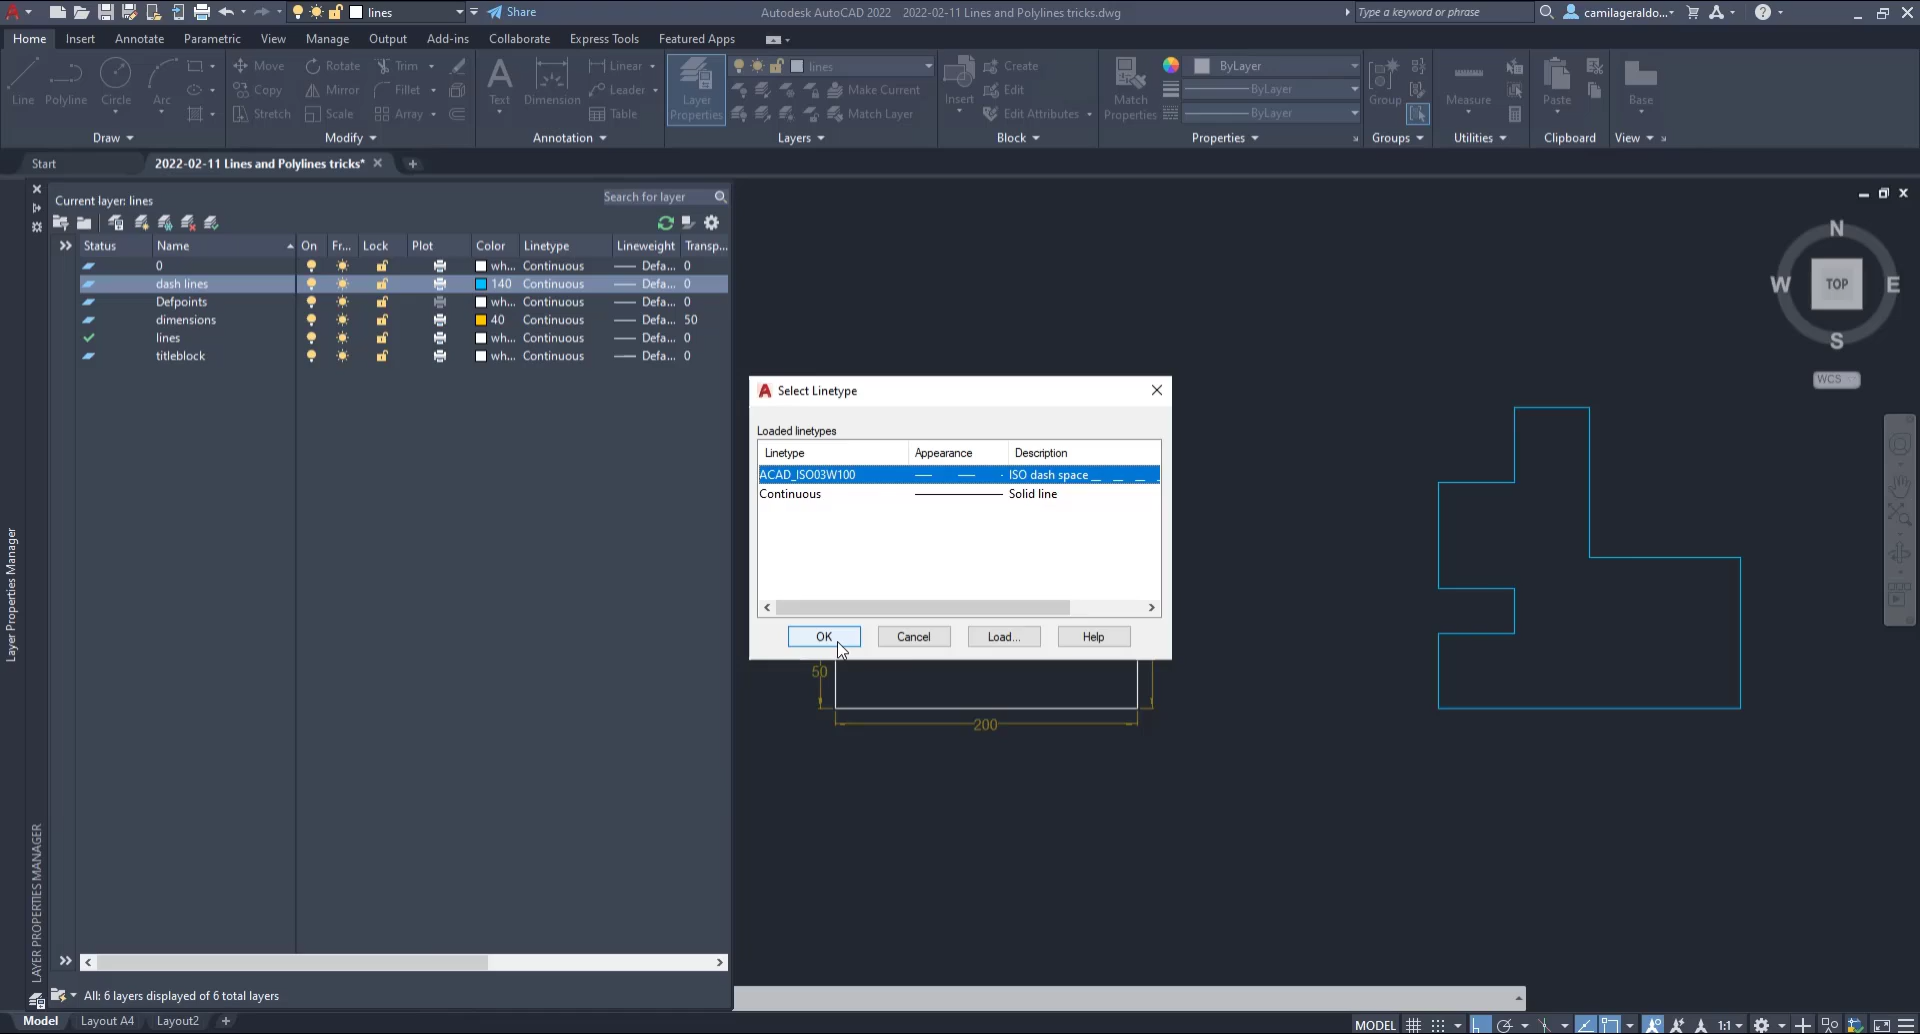 lines
Share
Autodesk AutoCAD 2022 2022-02-11 Lines and Polylines tricks.dwg
Type a keyword or phrase
camilageraldo...
Home Insert Annotate Parametric View Manage Output Add-ins Collaborate Express Tools Featured Apps
Line Polyline Circle Arc
Move Rotate Trim
Copy Mirror Fillet
Stretch Scale Array
Text Dimension
Linear
Leader
Table
Layer Properties
lines
Make Current
Match Layer
Insert
Create
Edit
Edit Attributes
Match Properties
ByLayer
ByLayer
ByLayer
Group
Measure
Paste
Base
Draw Modify Annotation Layers Block Properties Groups Utilities Clipboard View
Start 2022-02-11 Lines and Polylines tricks*
Current layer: lines
Search for layer
Status Name On Fr... Lock Plot Color Linetype Lineweight Transp...
0 wh... Continuous Defa... 0
dash lines 140 Continuous Defa... 0
Defpoints wh... Continuous Defa... 0
dimensions 40 Continuous Defa... 50
lines wh... Continuous Defa... 0
titleblock wh... Continuous Defa... 0
Layer Properties Manager
LAYER PROPERTIES MANAGER
All: 6 layers displayed of 6 total layers
Select Linetype
Loaded linetypes
Linetype Appearance Description
ACAD_ISO03W100 ISO dash space __ __ __ _
Continuous Solid line
OK Cancel Load... Help
50
200
N
W TOP E
S
WCS
Model Layout A4 Layout2
MODEL
1:1